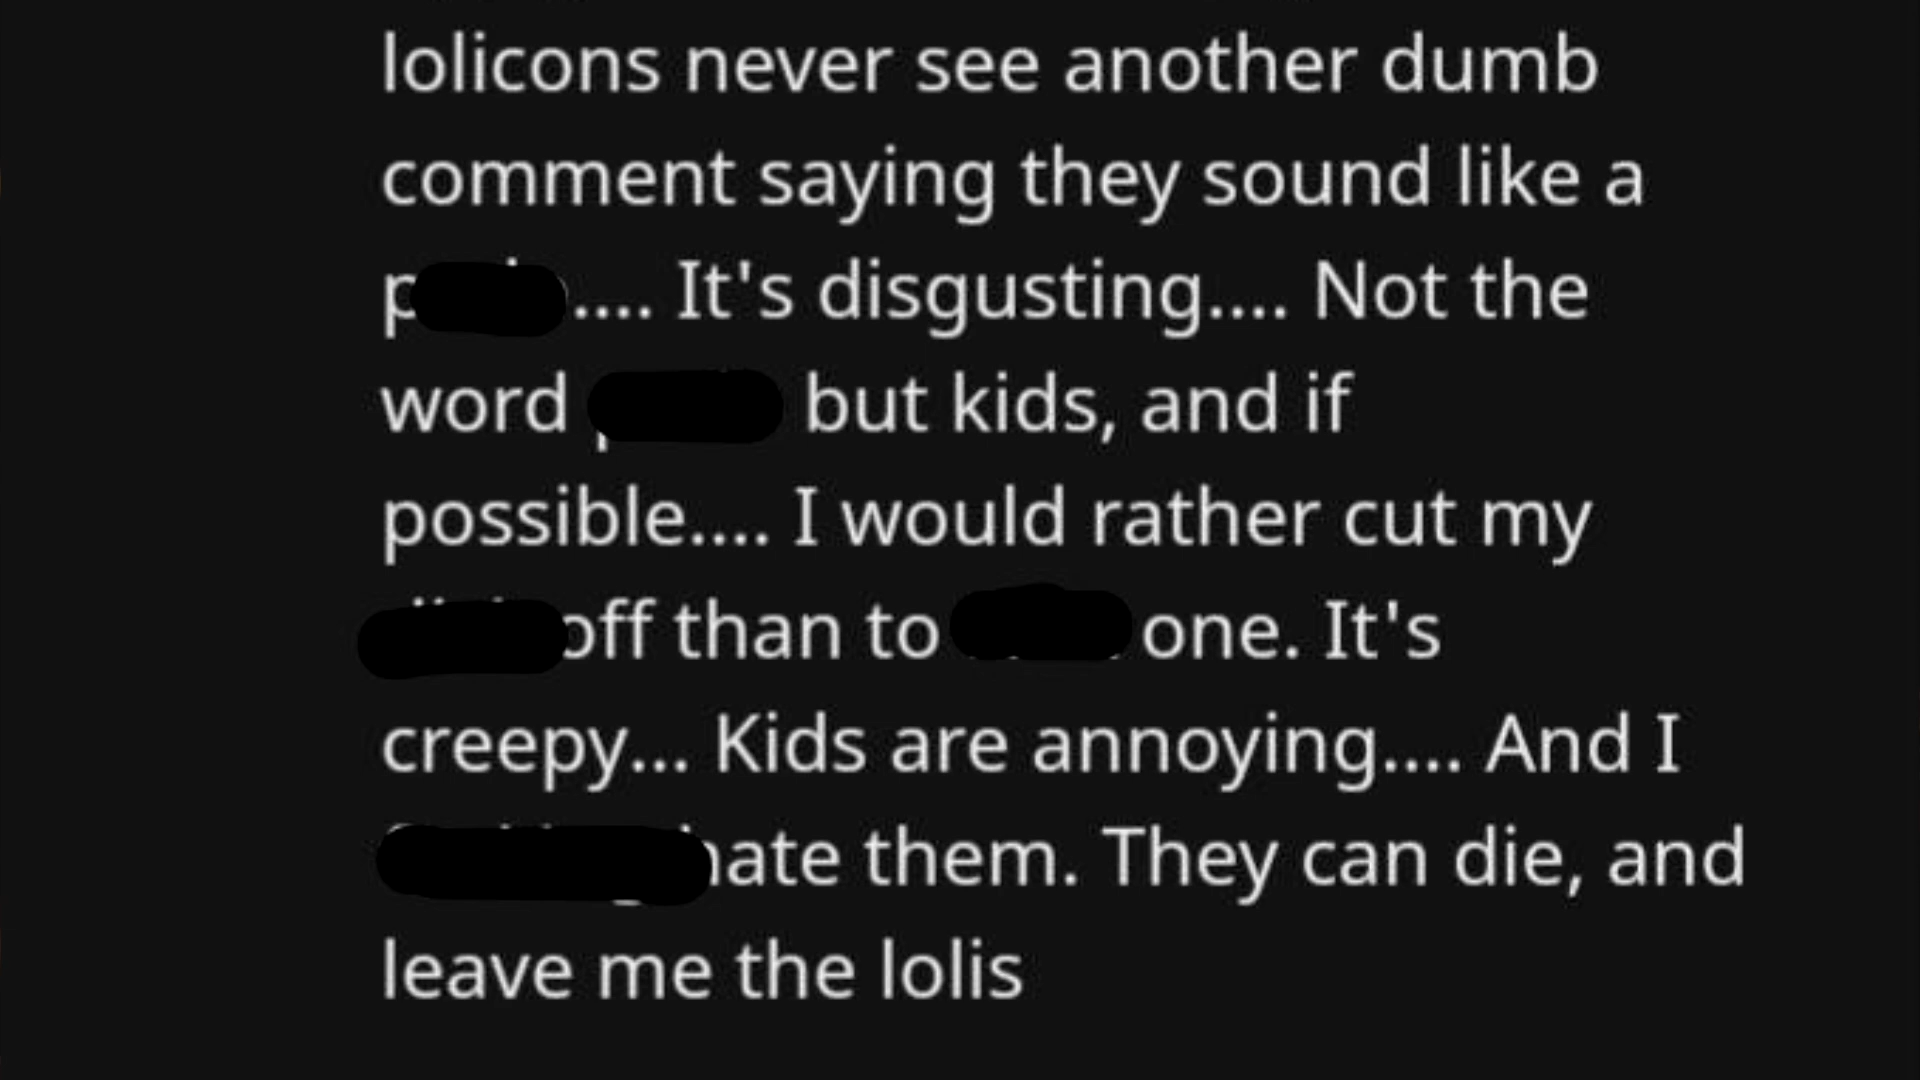 lolicons never see another dumb
comment saying they sound like a
.... It's disgusting.... Not the
word but kids, and if
possible.... I would rather cut my
off than to one. It's
creepy... Kids are annoying.... And I
hate them. They can die, and
leave me the lolis